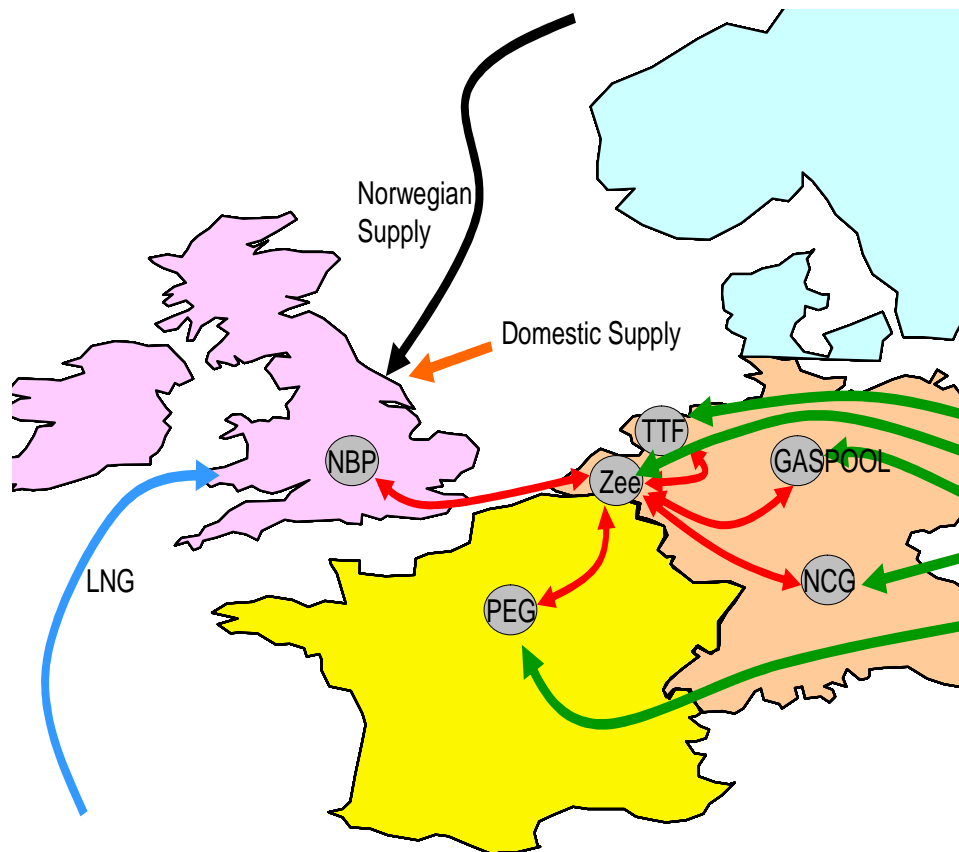 Norwegian
Supply
Domestic Supply
TTF
NBP
GASPOOL
Zee
LNG
NCG
PEG